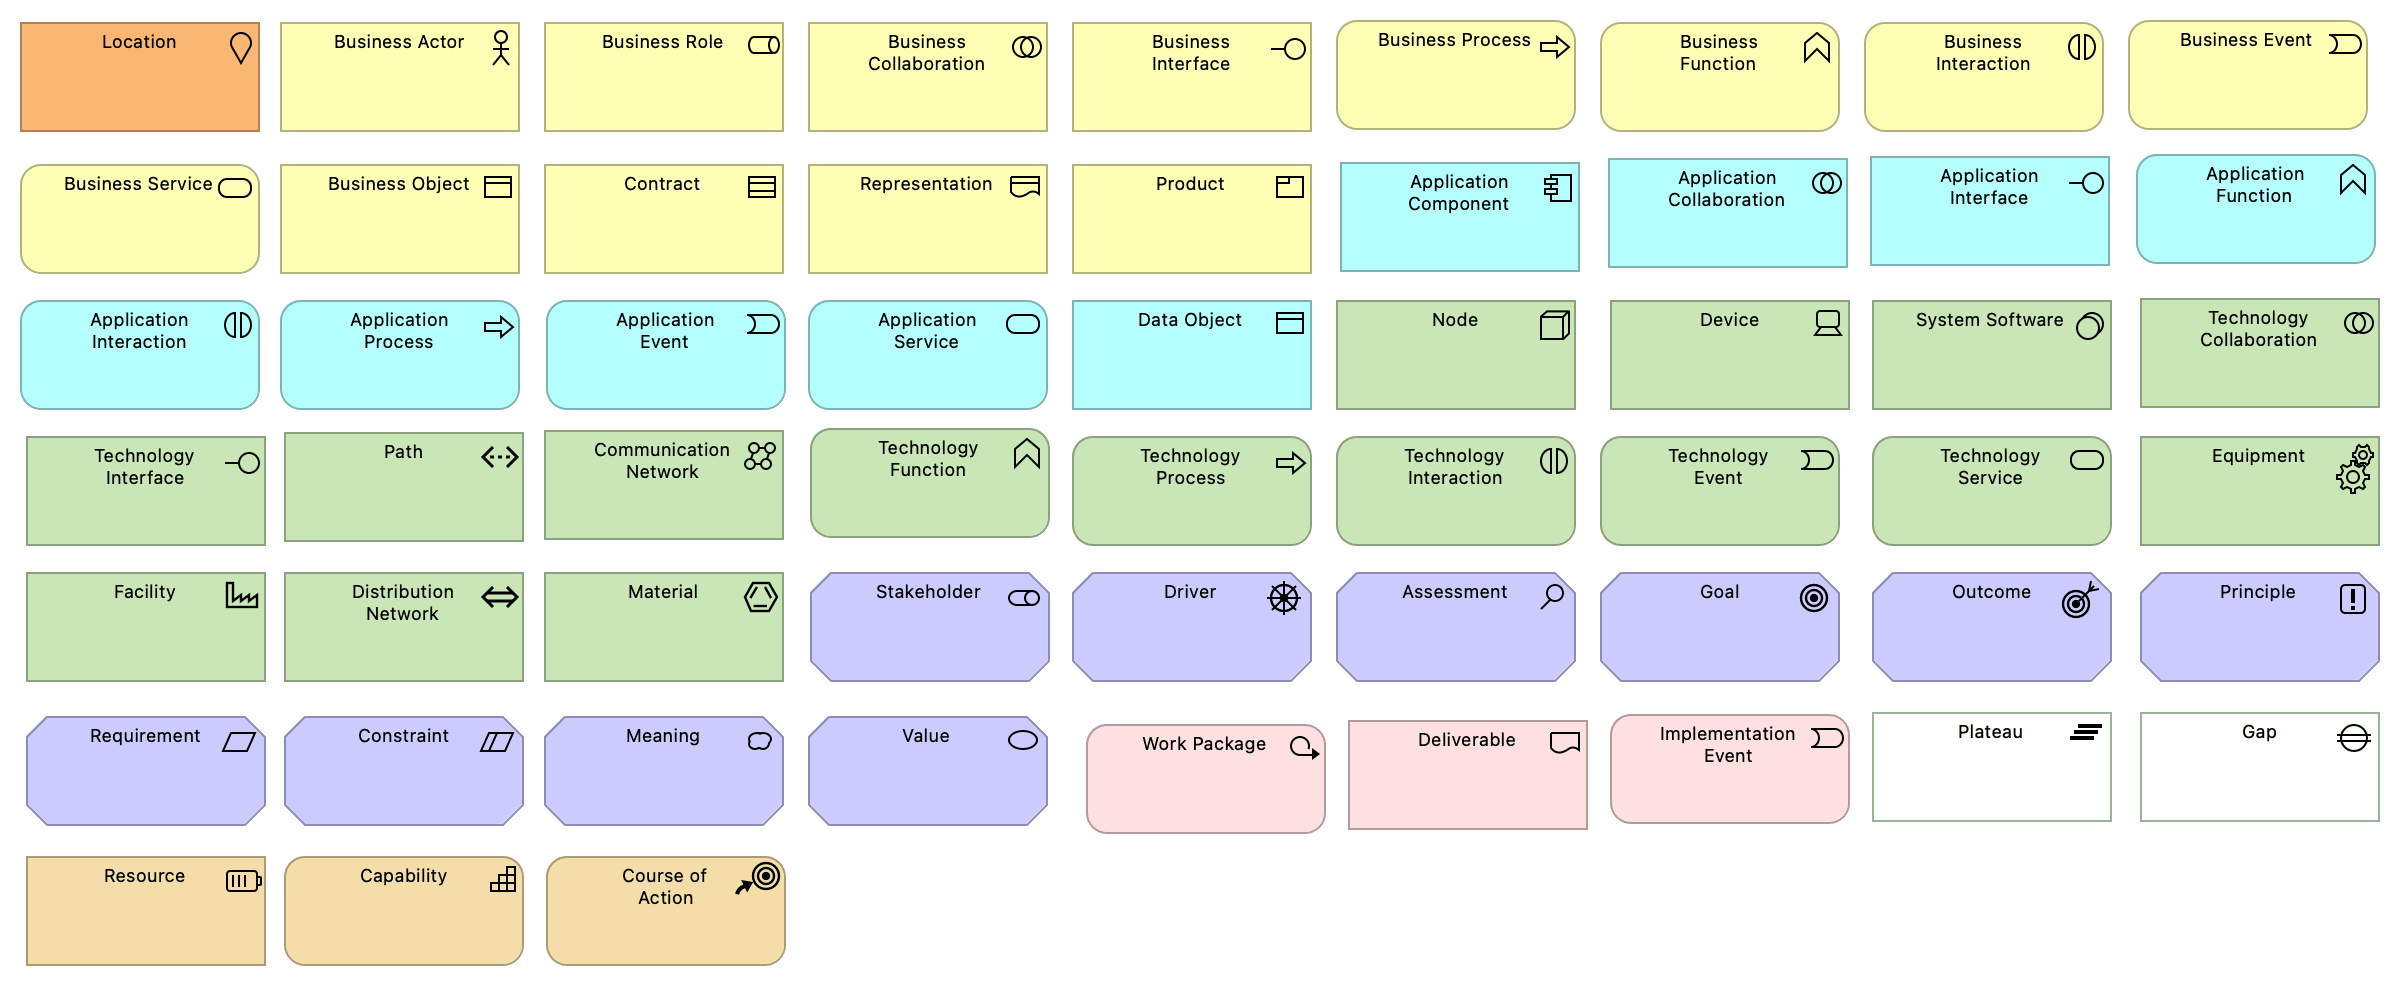 Location
Business Actor
Business Role
Business
Collaboration
Business
Interface
Business Process
Business
Function
Business
Interaction
Business Event
Business Service
Business Object
Contract
Representation
Product
Application
Component
Application
Collaboration
Application
Interface
Application
Function
Application
Interaction
Application
Process
Application
Event
Application
Service
Data Object
Node
Device
System Software
Technology
Collaboration
Technology
Interface
Path
Communication
Network
Technology
Function
Technology
Process
Technology
Interaction
Technology
Event
Technology
Service
Equipment
Facility
Distribution
Network
Material
Stakeholder
Driver
Assessment
Goal
Outcome
Principle
Requirement
Constraint
Meaning
Value
Work Package
Deliverable
Implementation
Event
Plateau
Gap
Resource
Capability
Course of
Action